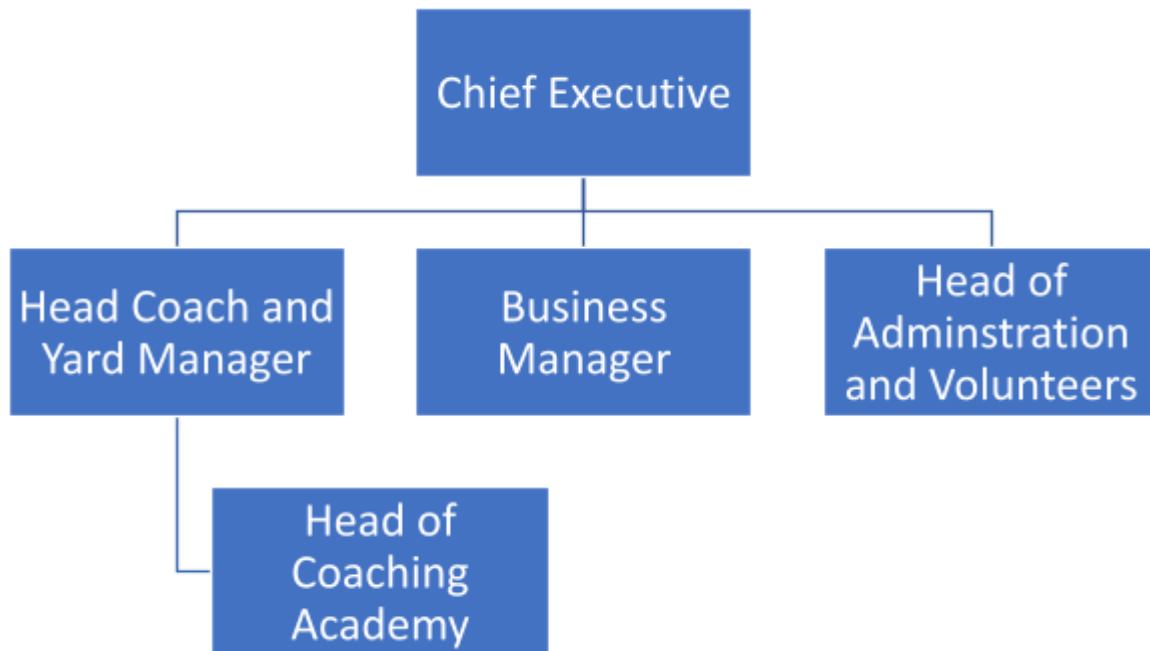 Chief Executive
Head Coach and
Yard Manager
Business
Manager
Head of
Adminstration
and Volunteers
Head of
Coaching
Academy